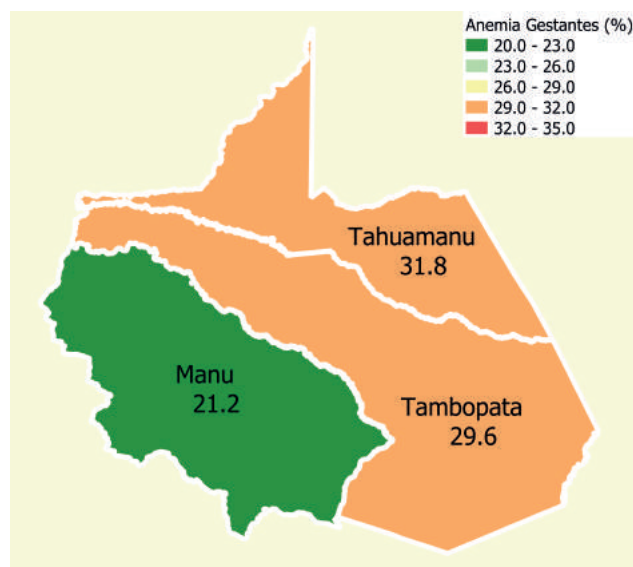 Anemia Gestantes (%)
20.0 - 23.0
23.0 - 26.0
26.0 - 29.0
29.0 - 32.0
32.0 - 35.0
Tahuamanu
31.8
Manu
21.2
Tambopata
29.6